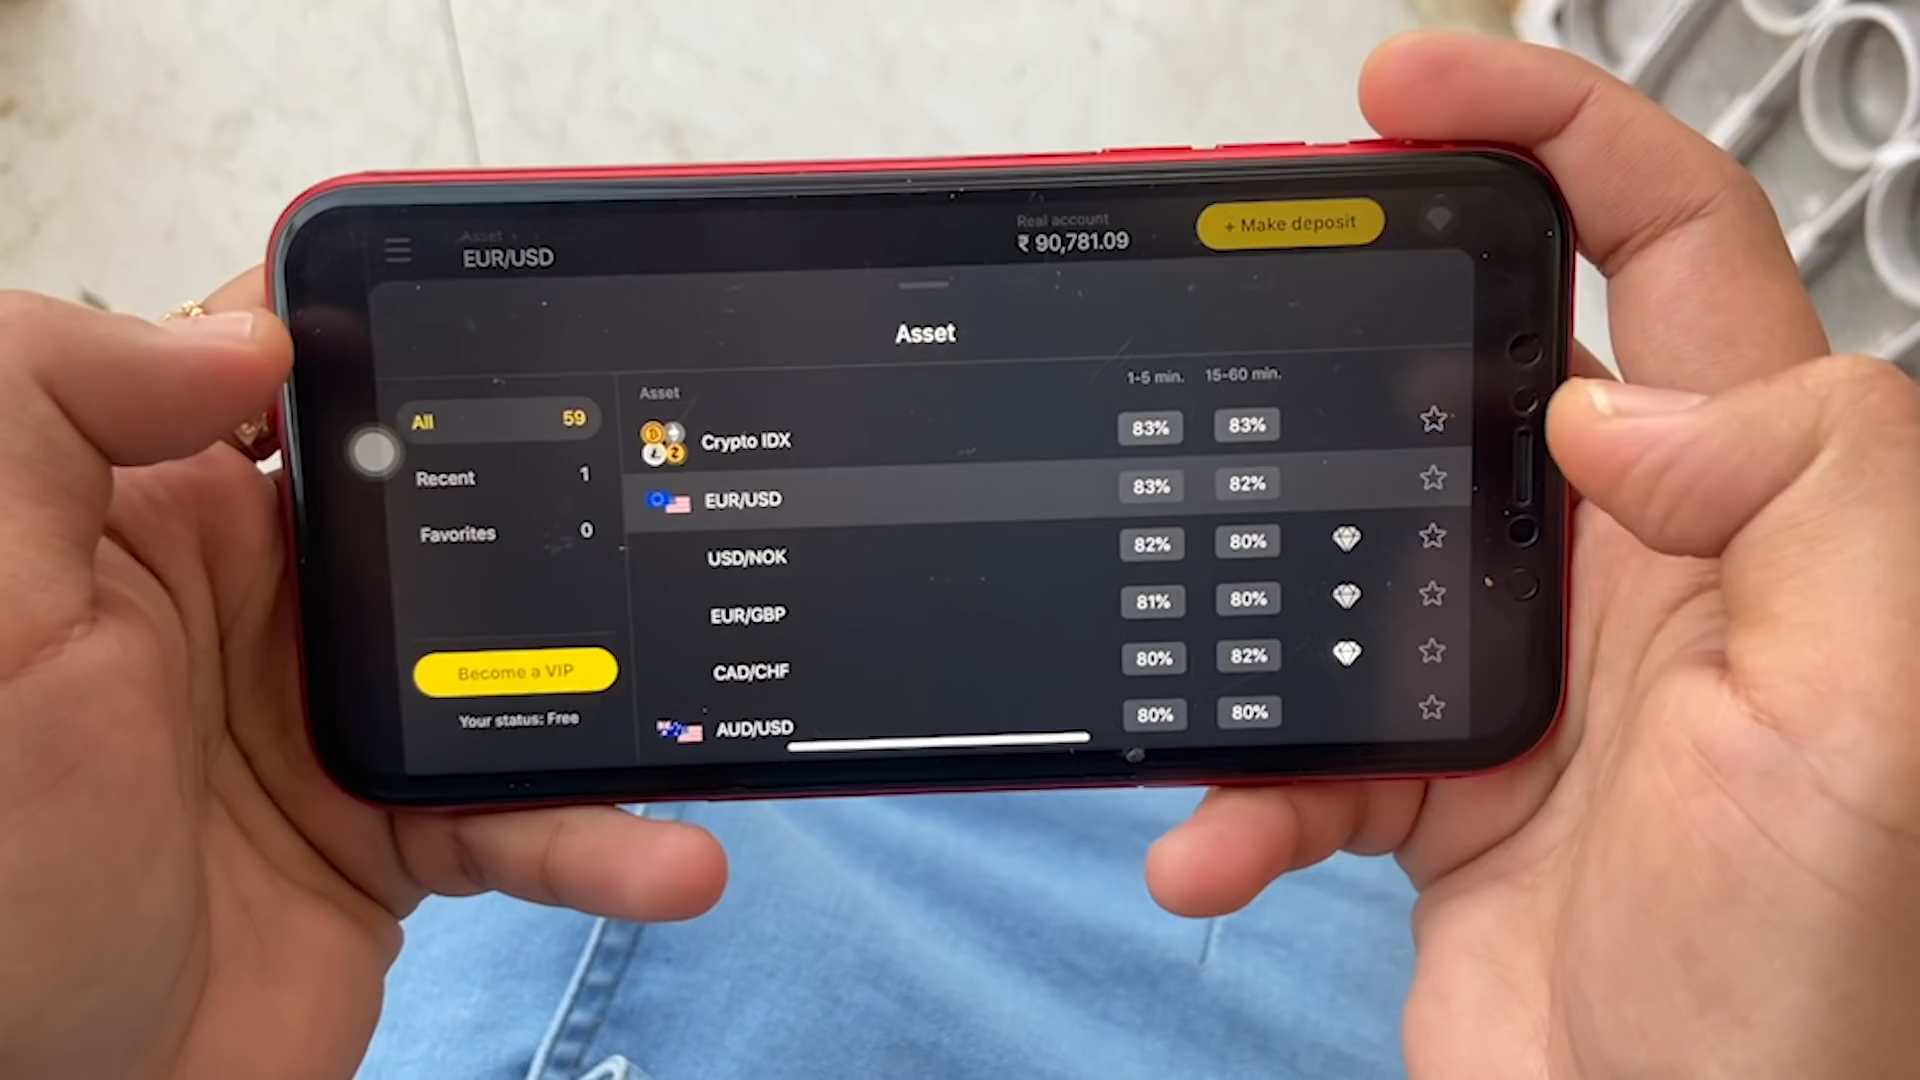 Asset
EUR/USD
Real account
₹ 90,781.09
+ Make deposit
Asset
All 59
Recent 1
Favorites 0
Become a VIP
Your status: Free
Asset 1-5 min. 15-60 min.
Crypto IDX 83% 83%
EUR/USD 83% 82%
USD/NOK 82% 80%
EUR/GBP 81% 80%
CAD/CHF 80% 82%
AUD/USD 80% 80%